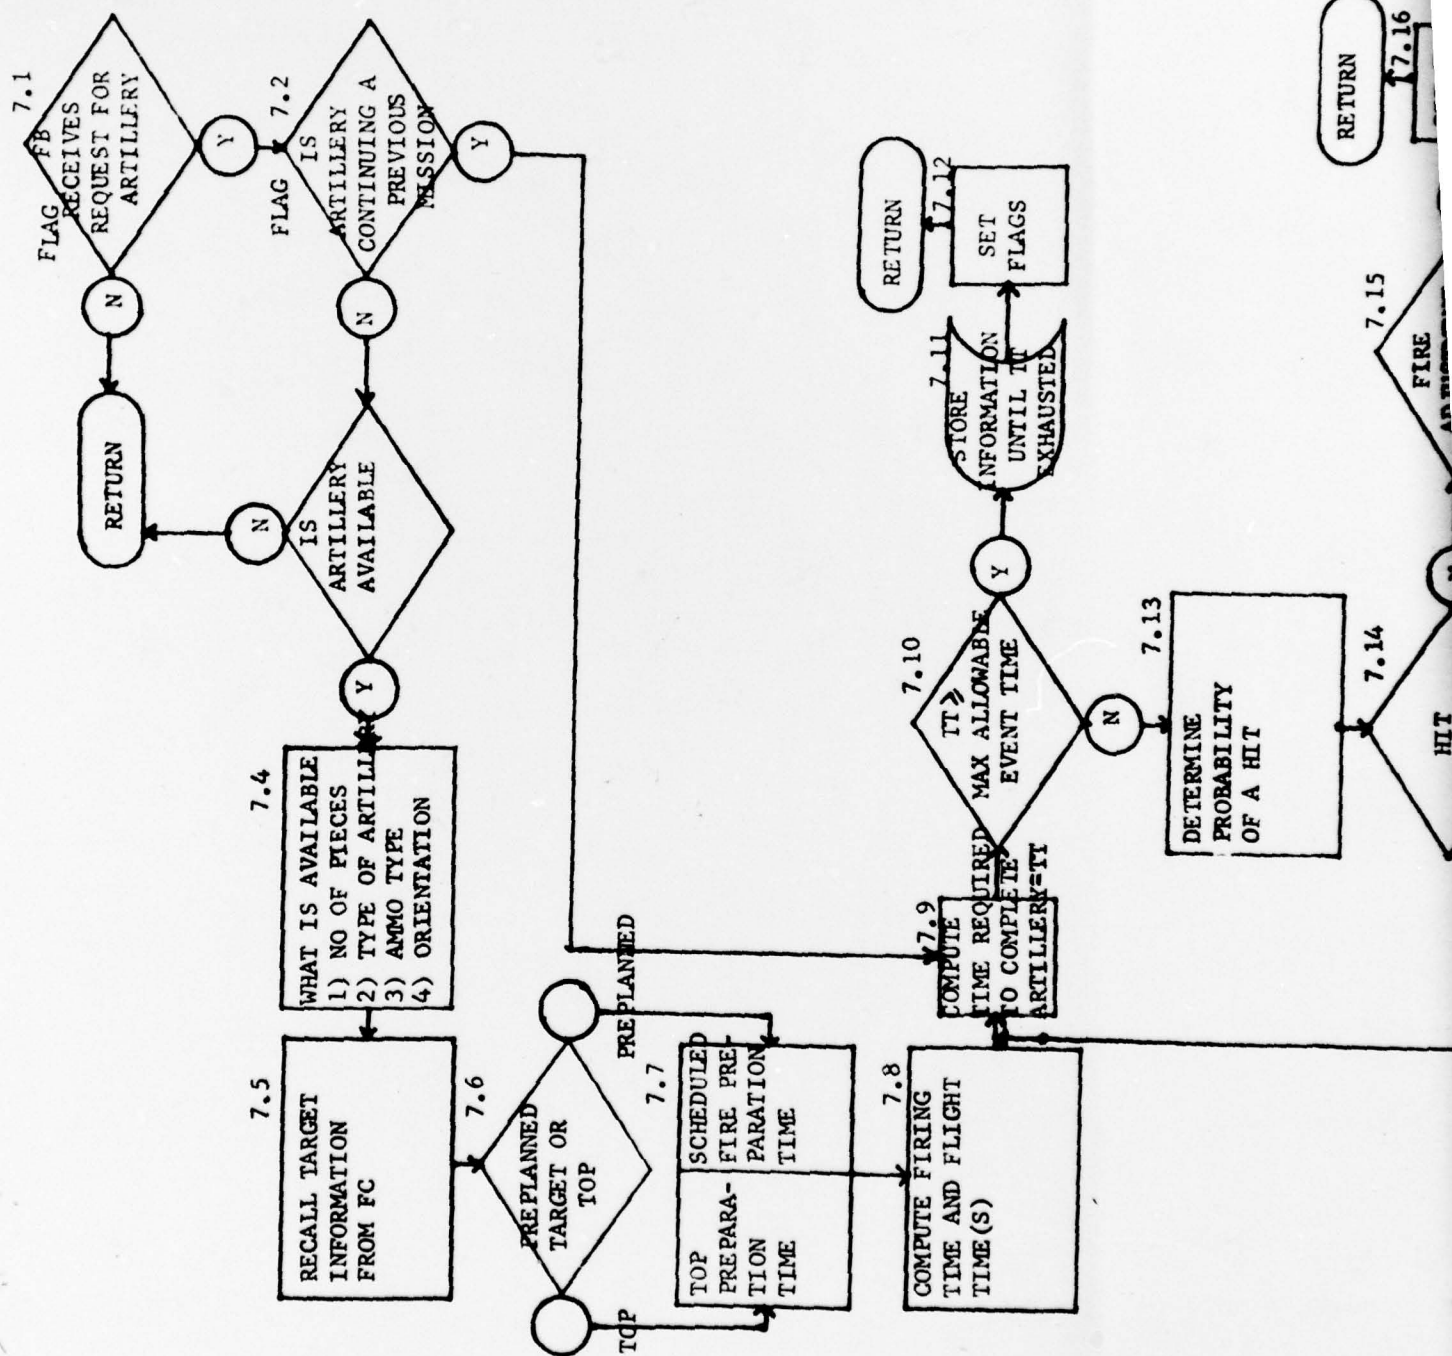 7.1
FLAG FB
RECEIVES
REQUEST FOR
ARTILLERY
N
Y
RETURN
7.2
FLAG IS
ARTILLERY
CONTINUING A
PREVIOUS
MISSION
N
Y
IS
ARTILLERY
AVAILABLE
N
Y
7.4
WHAT IS AVAILABLE
1) NO OF PIECES
2) TYPE OF ARTILLERY
3) AMMO TYPE
4) ORIENTATION
7.5
RECALL TARGET
INFORMATION
FROM FC
7.6
PREPLANNED
TARGET OR
TOP
TOP
PREPLANNED
7.7
TOP
PREPARA-
TION
TIME
SCHEDULED
FIRE PRE-
PARATION
TIME
7.8
COMPUTE FIRING
TIME AND FLIGHT
TIME(S)
7.9
COMPUTE
TIME REQUIRED
TO COMPLETE
ARTILLERY=TT
7.10
TT≥
MAX ALLOWABLE
EVENT TIME
Y
N
7.11
STORE
INFORMATION
UNTIL TT
EXHAUSTED
7.12
SET
FLAGS
RETURN
7.13
DETERMINE
PROBABILITY
OF A HIT
7.14
HIT
7.15
FIRE
7.16
RETURN